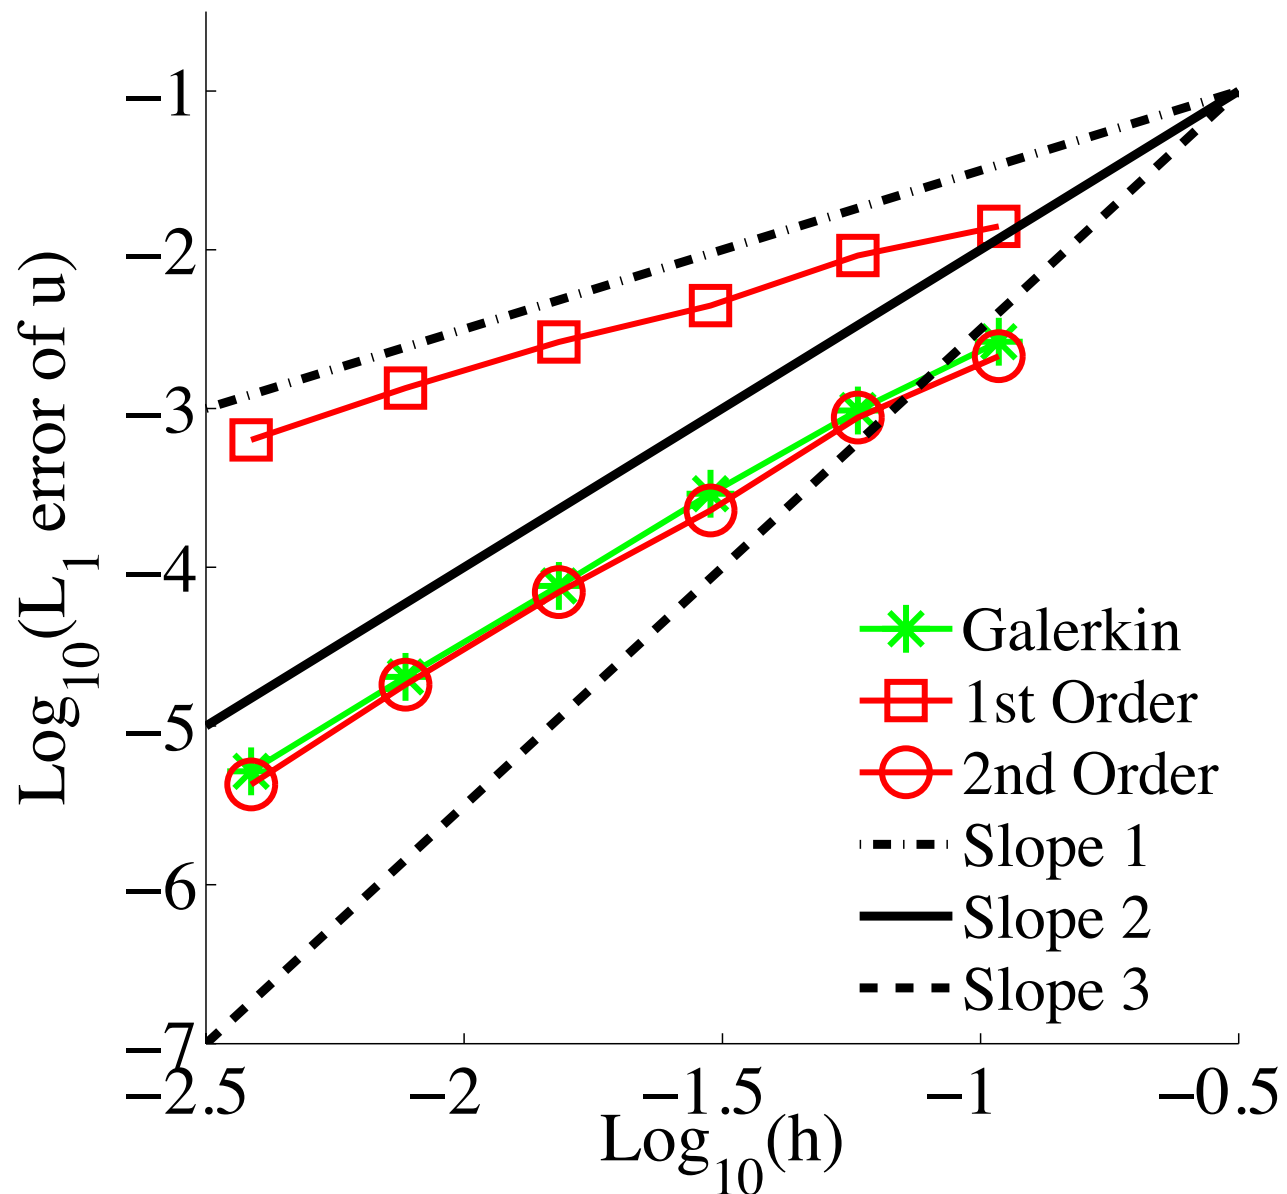 Log10(L1 error of u)
−1
−2
−3
−4
−5
−6
−7
Galerkin
1st Order
2nd Order
Slope 1
Slope 2
Slope 3
−2.5 −2 −1.5 −1 −0.5
Log10(h)